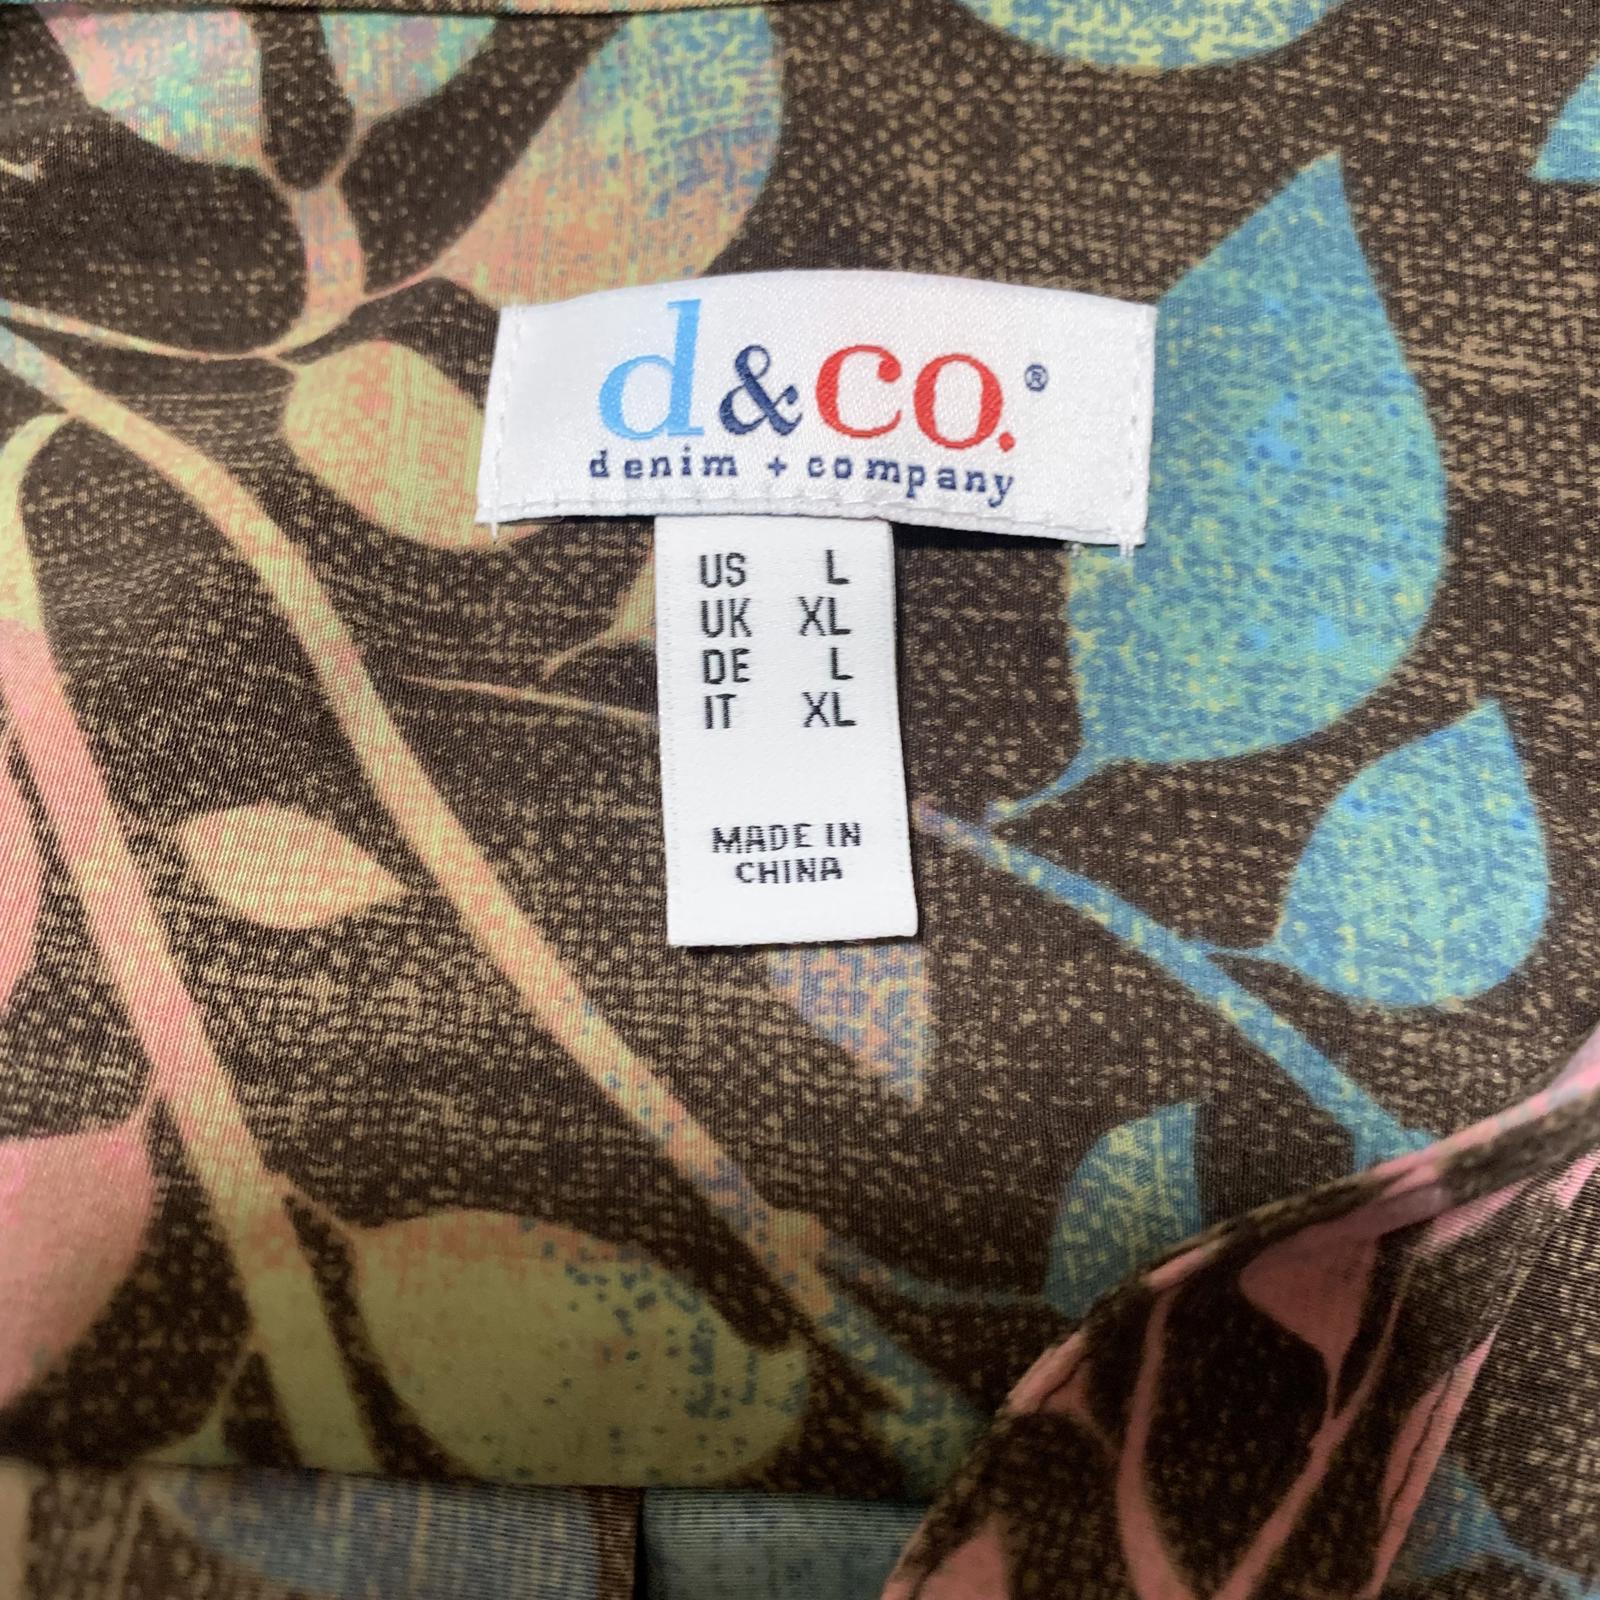 d&co.®
denim + company
US L
UK XL
DE L
IT XL
MADE IN
CHINA